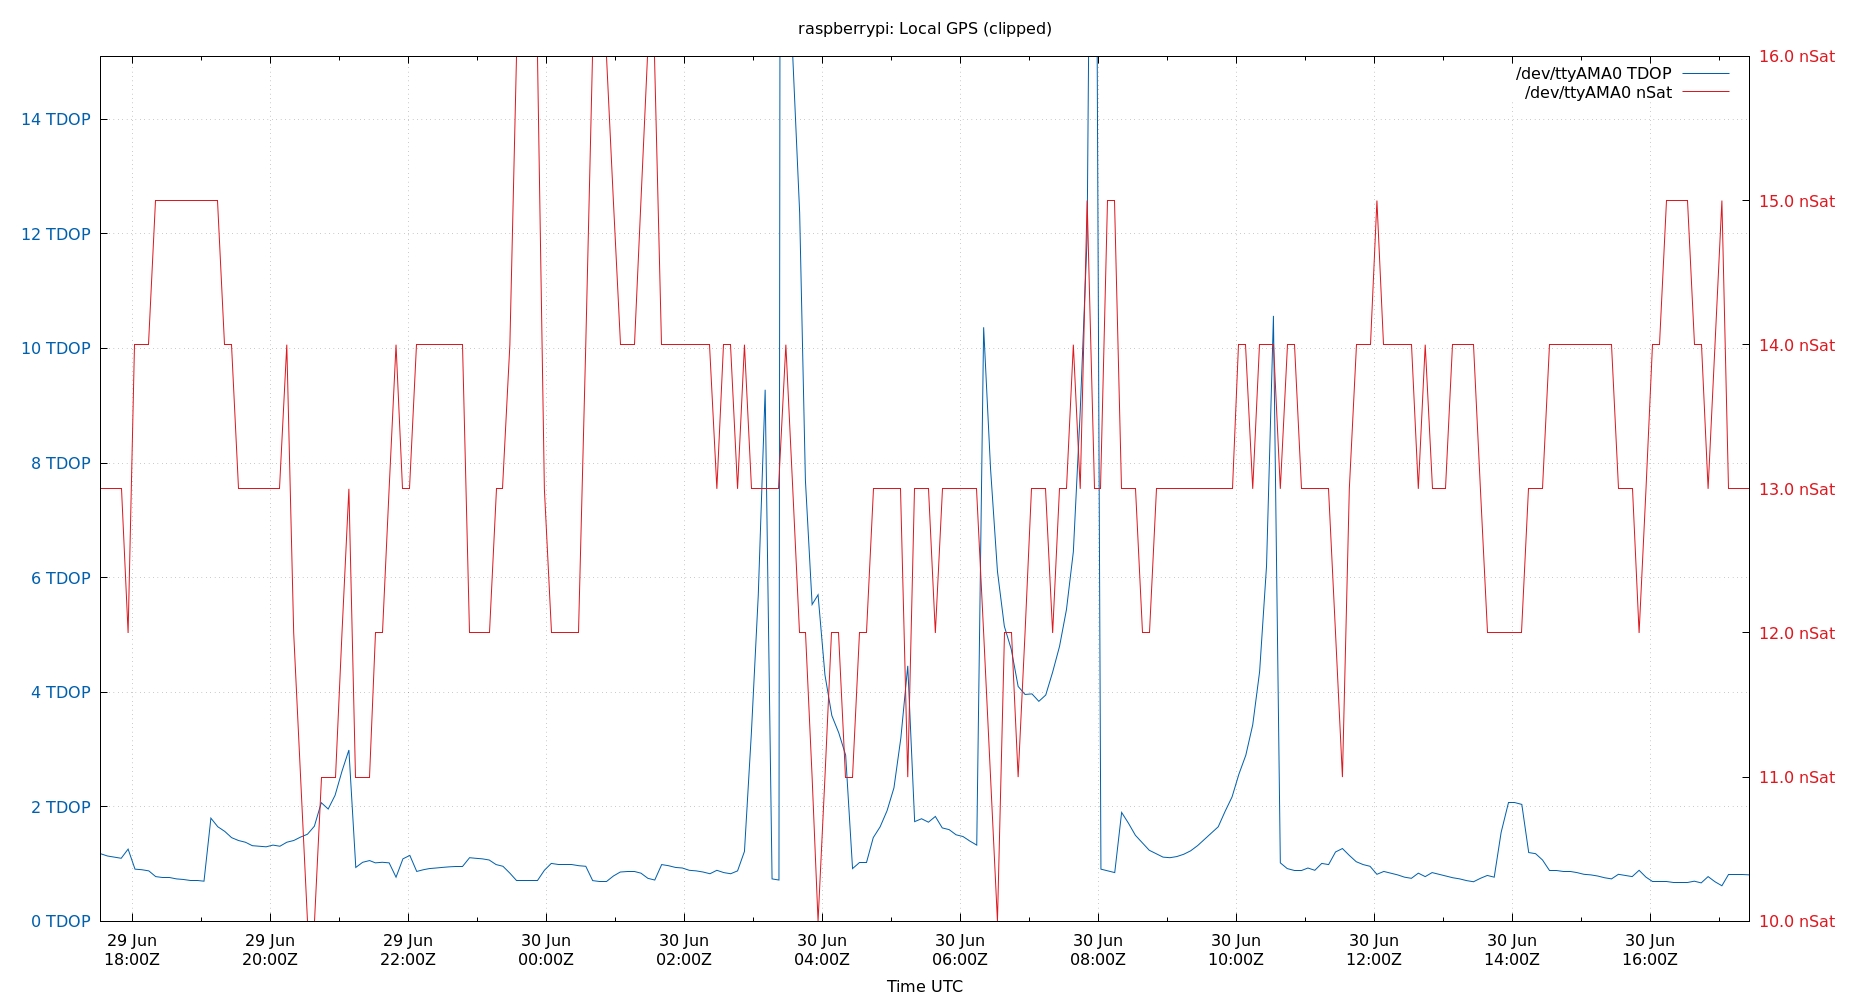 raspberrypi: Local GPS (clipped)
/dev/ttyAMA0 TDOP
/dev/ttyAMA0 nSat
14 TDOP
12 TDOP
10 TDOP
8 TDOP
6 TDOP
4 TDOP
2 TDOP
0 TDOP
16.0 nSat
15.0 nSat
14.0 nSat
13.0 nSat
12.0 nSat
11.0 nSat
10.0 nSat
29 Jun
18:00Z
29 Jun
20:00Z
29 Jun
22:00Z
30 Jun
00:00Z
30 Jun
02:00Z
30 Jun
04:00Z
30 Jun
06:00Z
30 Jun
08:00Z
30 Jun
10:00Z
30 Jun
12:00Z
30 Jun
14:00Z
30 Jun
16:00Z
Time UTC